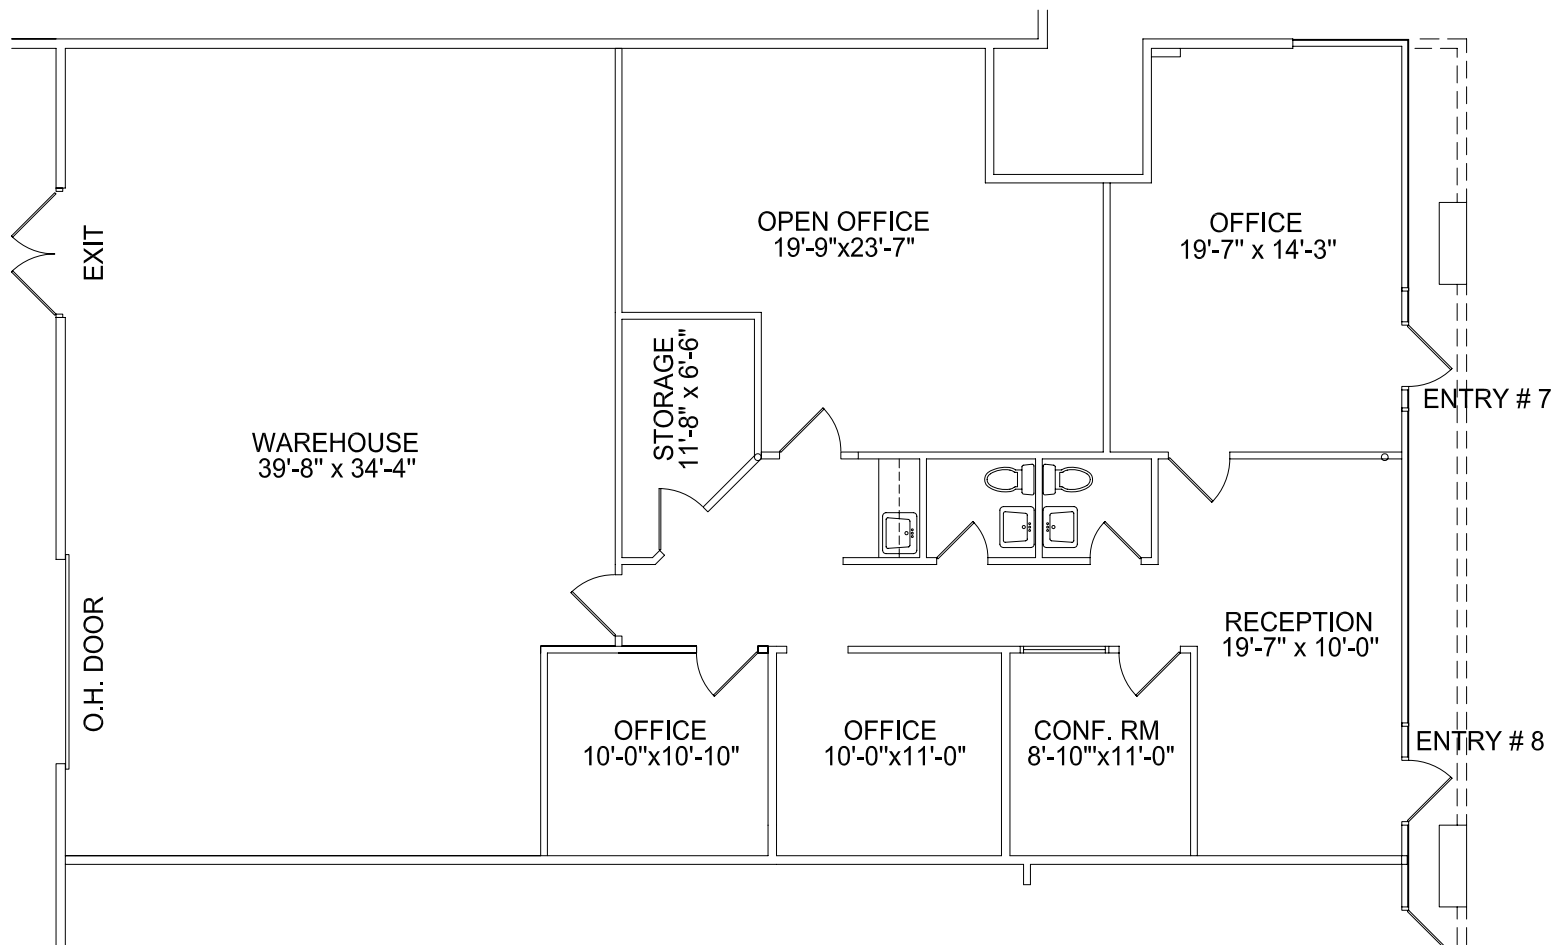 OPEN OFFICE
19'-9"x23'-7"
OFFICE
19'-7" x 14'-3"
EXIT
STORAGE
11'-8" x 6'-6"
ENTRY # 7
WAREHOUSE
39'-8" x 34'-4"
O.H. DOOR
RECEPTION
19'-7" x 10'-0"
OFFICE
10'-0"x10'-10"
OFFICE
10'-0"x11'-0"
CONF. RM
8'-10'"x11'-0"
ENTRY # 8